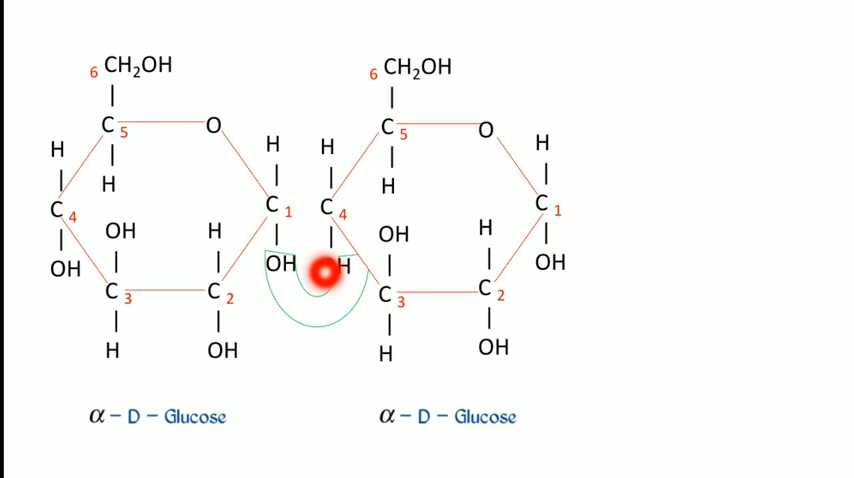 6 CH₂OH 6 CH₂OH
C 5 O C 5 O
H H H H
H H
C 4 C 1 C 4 C 1
OH H OH H
OH OH H OH
C 3 C 2 C 3 C 2
H OH H OH
α – D – Glucose α – D – Glucose